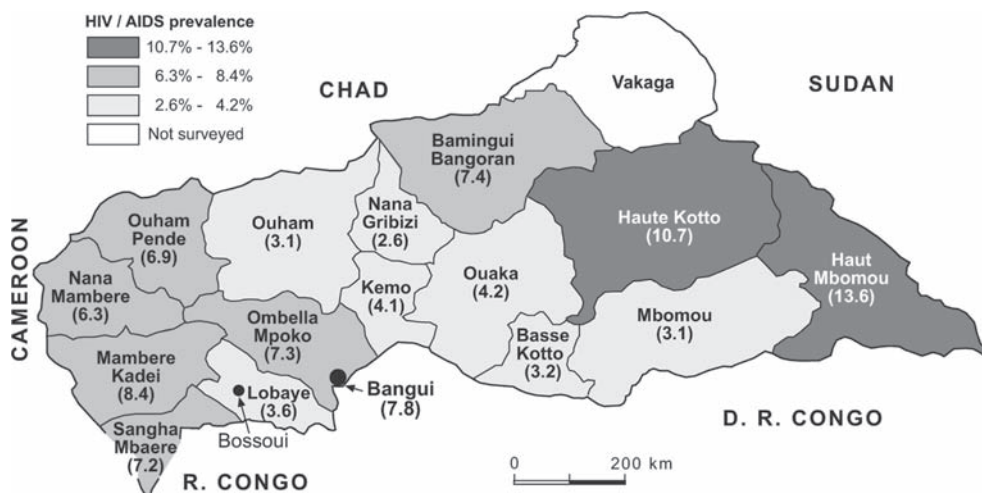 HIV / AIDS prevalence
10.7% - 13.6%
6.3% - 8.4%
2.6% - 4.2%
Not surveyed
CHAD
SUDAN
CAMEROON
R. CONGO
D. R. CONGO
Vakaga
Bamingui
Bangoran
(7.4)
Ouham
Pende
(6.9)
Ouham
(3.1)
Nana
Gribizi
(2.6)
Haute Kotto
(10.7)
Haut
Mbomou
(13.6)
Nana
Mambere
(6.3)
Kemo
(4.1)
Ouaka
(4.2)
Ombella
Mpoko
(7.3)
Basse
Kotto
(3.2)
Mbomou
(3.1)
Mambere
Kadei
(8.4)
Lobaye
(3.6)
Bangui
(7.8)
Bossoui
Sangha
Mbaere
(7.2)
0 200 km